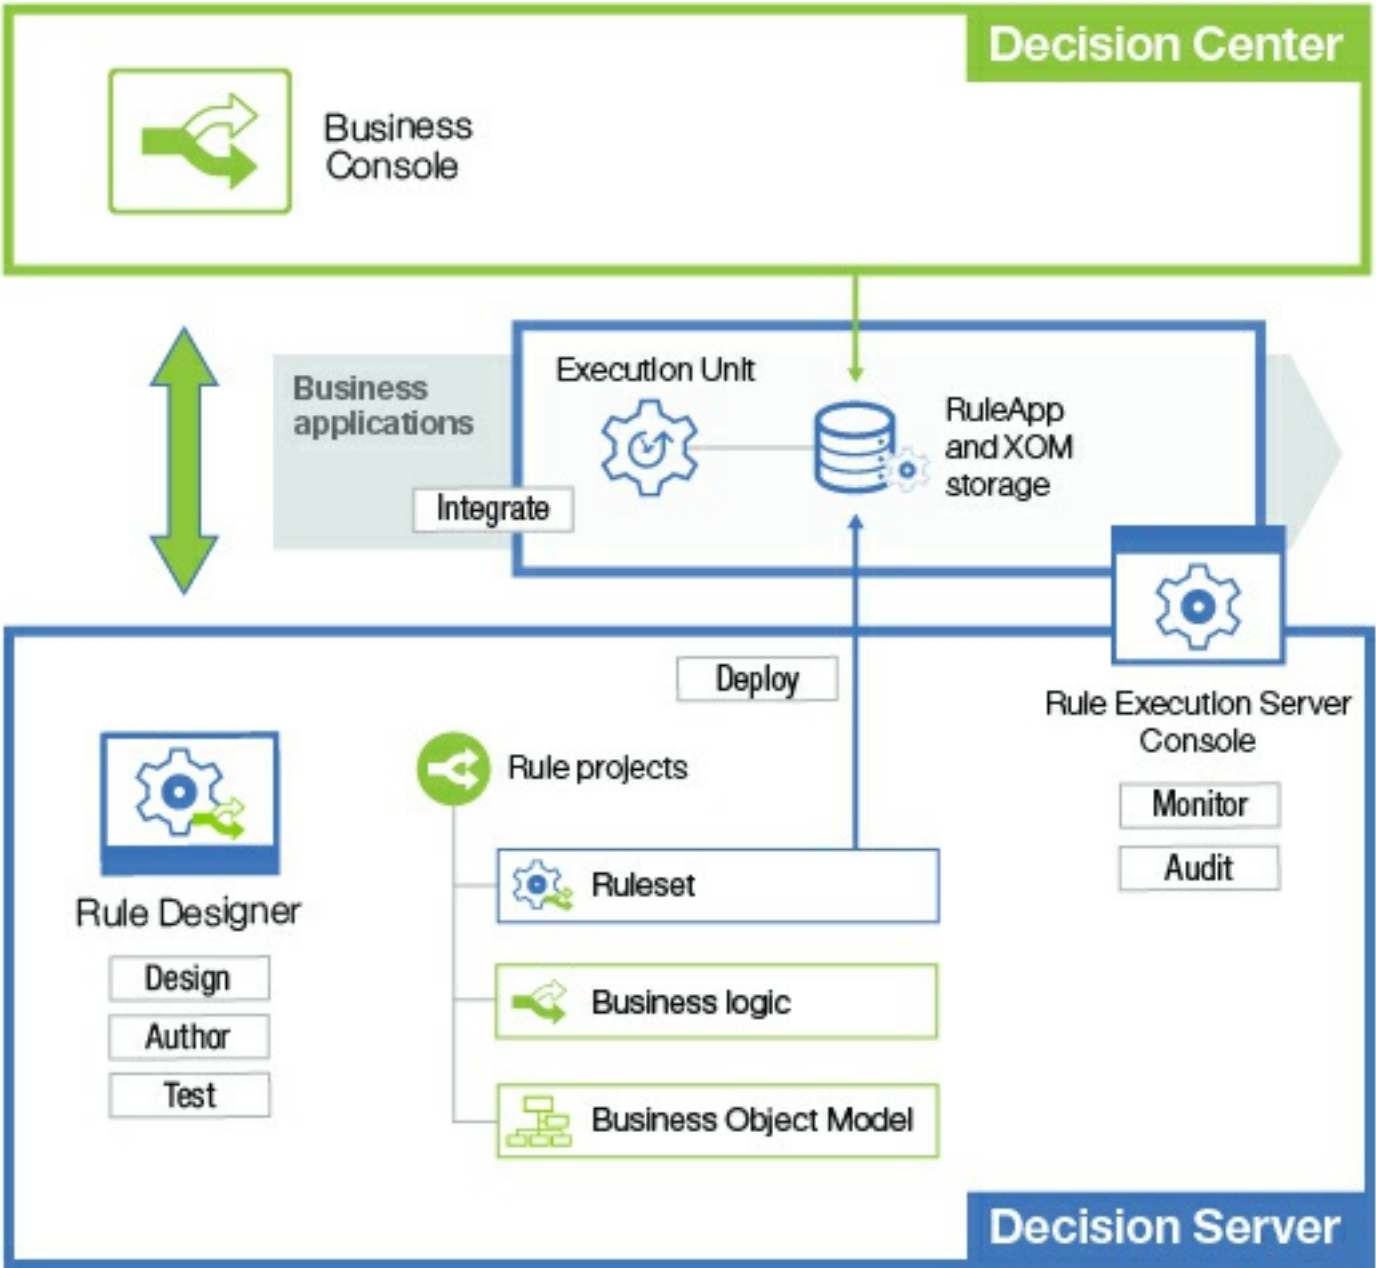 Decision Center
Business
Console
Business
applications
Integrate
Execution Unit
RuleApp
and XOM
storage
Deploy
Rule Execution Server
Console
Monitor
Audit
Rule Designer
Design
Author
Test
Rule projects
Ruleset
Business logic
Business Object Model
Decision Server